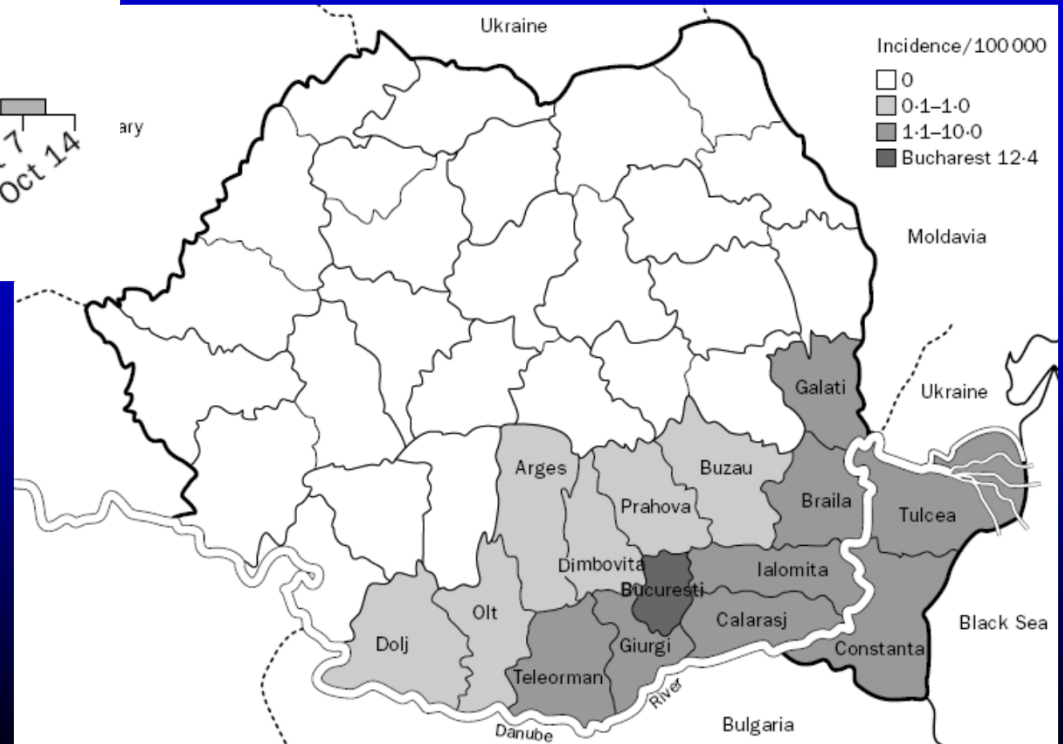 Ukraine
Incidence/100 000
0
0·1–1·0
1·1–10·0
Bucharest 12·4
7
Oct 14
ary
Moldavia
Ukraine
Galati
Arges
Buzau
Prahova
Braila
Tulcea
Dimbovita
Ialomita
Bucuresti
Olt
Calarasj
Black Sea
Dolj
Giurgi
Constanta
Teleorman
River
Danube
Bulgaria